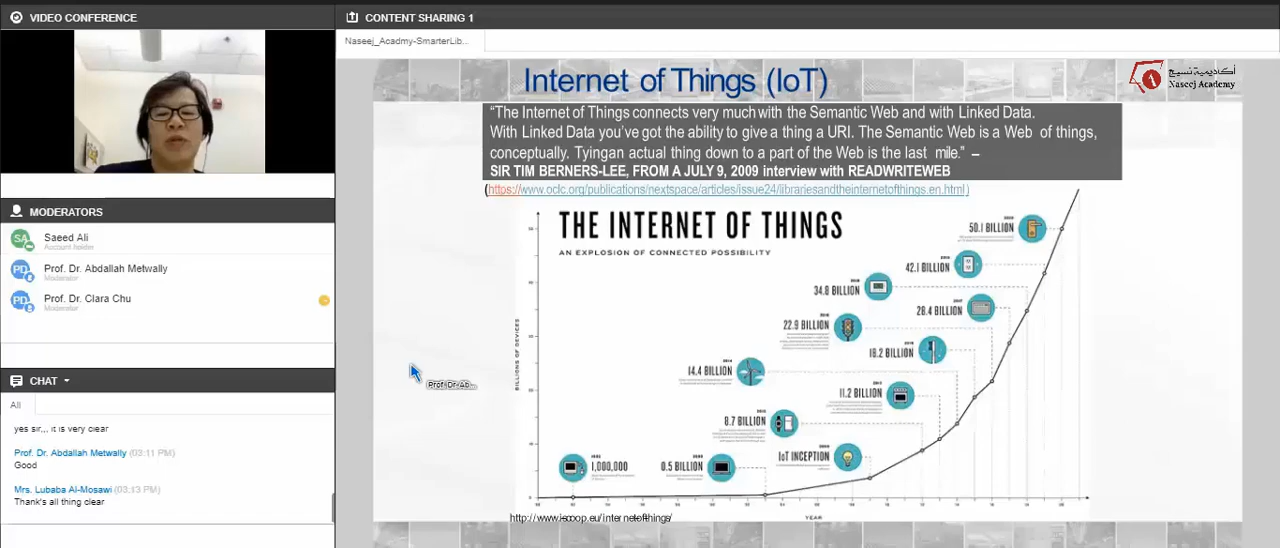 VIDEO CONFERENCE
MODERATORS
SA
Saeed Ali
Account holder
PD
Prof. Dr. Abdallah Metwally
Moderator
PD
Prof. Dr. Clara Chu
Moderator
CHAT
All
yes sir,,, it is very clear
Prof. Dr. Abdallah Metwally (03:11 PM)
Good
Mrs. Lubaba Al-Mosawi (03:13 PM)
Thank's all thing clear
CONTENT SHARING 1
Naseej_Acadmy-SmarterLib...
Internet of Things (IoT)
أكاديمية نسيج
Naseej Academy
“The Internet of Things connects very much with the Semantic Web and with Linked Data.
With Linked Data you’ve got the ability to give a thing a URI. The Semantic Web is a Web of things,
conceptually. Tyingan actual thing down to a part of the Web is the last mile.” –
SIR TIM BERNERS-LEE, FROM A JULY 9, 2009 interview with READWRITEWEB
(https://www.oclc.org/publications/nextspace/articles/issue24/librariesandtheinternetofthings.en.html)
THE INTERNET OF THINGS
AN EXPLOSION OF CONNECTED POSSIBILITY
50.1 BILLION
42.1 BILLION
34.8 BILLION
28.4 BILLION
22.9 BILLION
18.2 BILLION
14.4 BILLION
11.2 BILLION
8.7 BILLION
IoT INCEPTION
1,000,000
0.5 BILLION
BILLIONS OF DEVICES
YEAR
Prof. Dr. Ab...
http://www.i-scoop.eu/internetofthings/